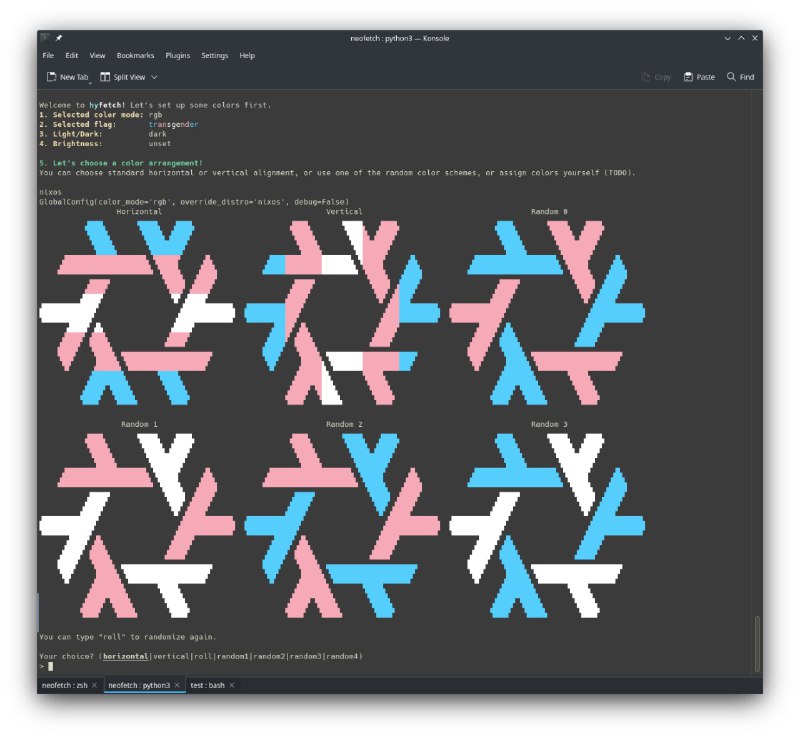 neofetch : python3 — Konsole
File Edit View Bookmarks Plugins Settings Help
New Tab Split View Copy Paste Find
Welcome to hyfetch! Let's set up some colors first.
1. Selected color mode: rgb
2. Selected flag: transgender
3. Light/Dark: dark
4. Brightness: unset
5. Let's choose a color arrangement!
You can choose standard horizontal or vertical alignment, or use one of the random color schemes, or assign colors yourself (TODO).
nixos
GlobalConfig(color_mode='rgb', override_distro='nixos', debug=False)
Horizontal Vertical Random 0
Random 1 Random 2 Random 3
You can type "roll" to randomize again.
Your choice? (horizontal|vertical|roll|random1|random2|random3|random4)
>
neofetch : zsh neofetch : python3 test : bash